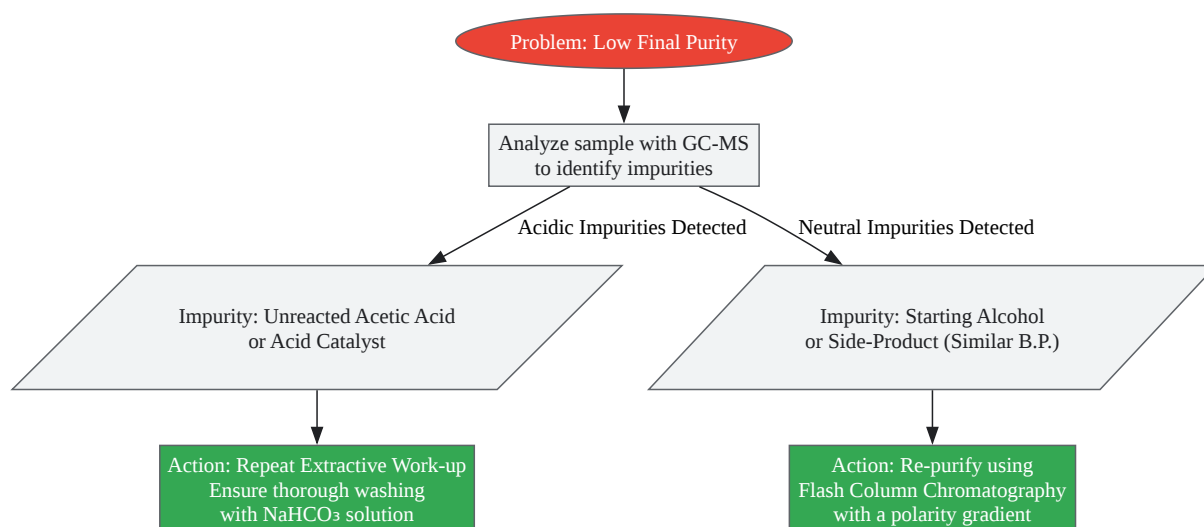 Problem: Low Final Purity
Analyze sample with GC-MS
to identify impurities
Acidic Impurities Detected
Neutral Impurities Detected
Impurity: Unreacted Acetic Acid
or Acid Catalyst
Impurity: Starting Alcohol
or Side-Product (Similar B.P.)
Action: Repeat Extractive Work-up
Ensure thorough washing
with NaHCO₃ solution
Action: Re-purify using
Flash Column Chromatography
with a polarity gradient